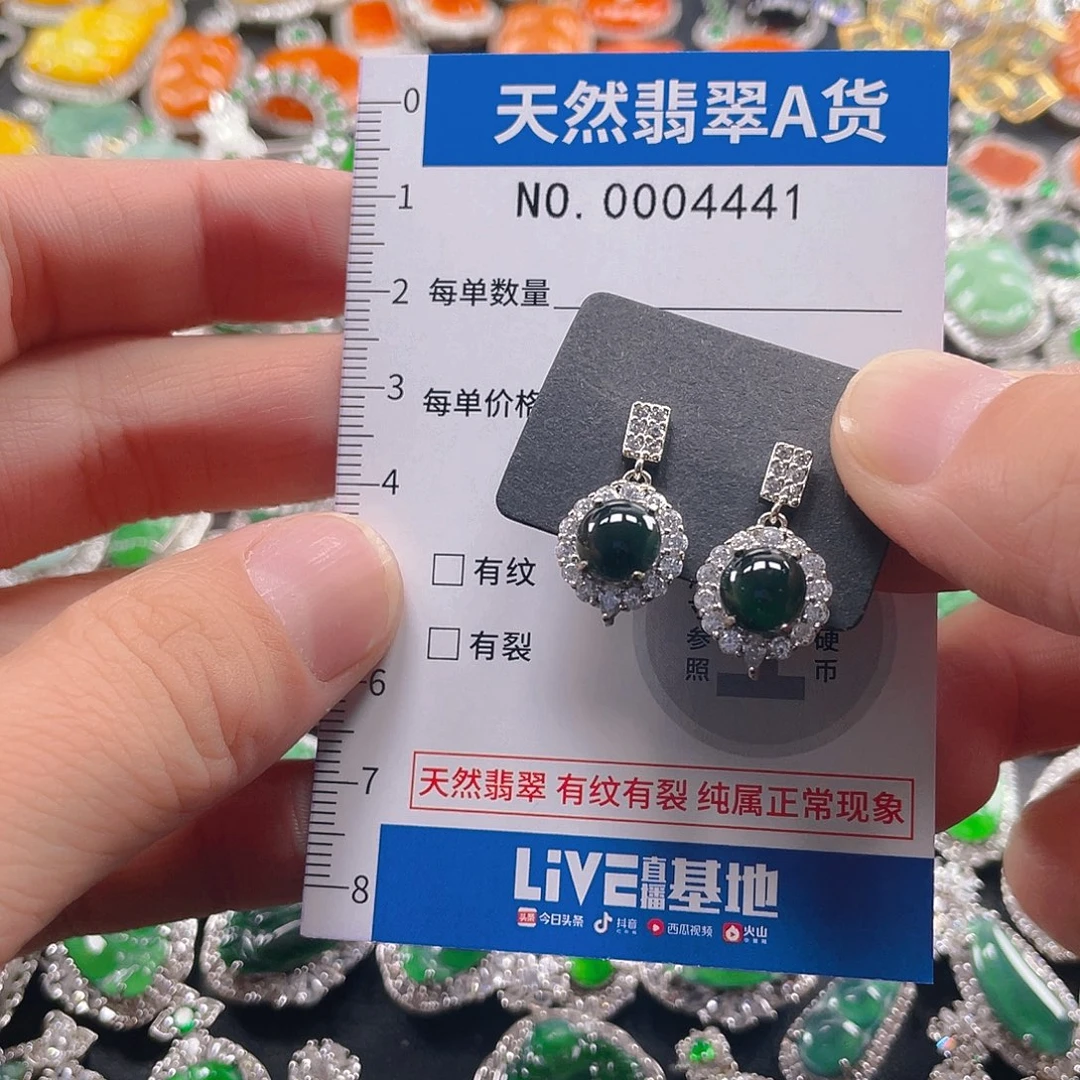 天然翡翠A货
NO. 0004441
0
1
2
3
4
6
7
8
每单数量
每单价格
有纹
有裂
参照
硬币
天然翡翠 有纹有裂 纯属正常现象
LiVE直播基地
头条 今日头条 抖音 西瓜视频 火山